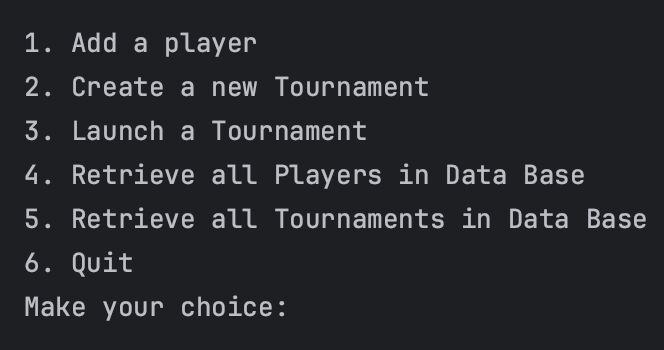 1. Add a player
2. Create a new Tournament
3. Launch a Tournament
4. Retrieve all Players in Data Base
5. Retrieve all Tournaments in Data Base
6. Quit
Make your choice: